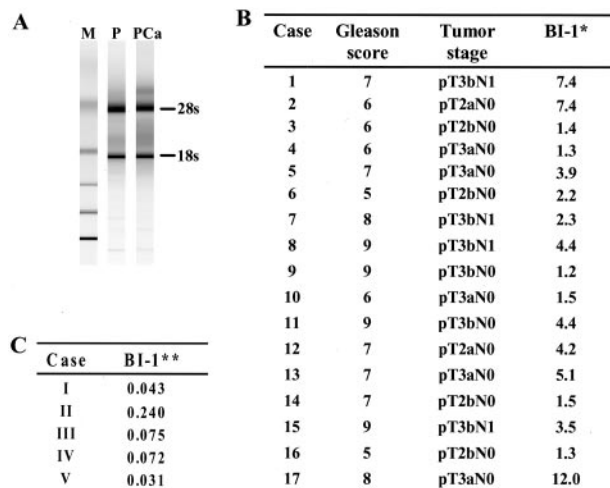 A
M P PCa
28s
18s
B
Case Gleason score Tumor stage BI-1*
1 7 pT3bN1 7.4
2 6 pT2aN0 7.4
3 6 pT2bN0 1.4
4 6 pT3aN0 1.3
5 7 pT3aN0 3.9
6 5 pT2bN0 2.2
7 8 pT3bN1 2.3
8 9 pT3bN1 4.4
9 9 pT3bN0 1.2
10 6 pT3aN0 1.5
11 9 pT3bN0 4.4
12 7 pT2aN0 4.2
13 7 pT3aN0 5.1
14 7 pT2bN0 1.5
15 9 pT3bN1 3.5
16 5 pT2bN0 1.3
17 8 pT3aN0 12.0
C
Case BI-1**
I 0.043
II 0.240
III 0.075
IV 0.072
V 0.031